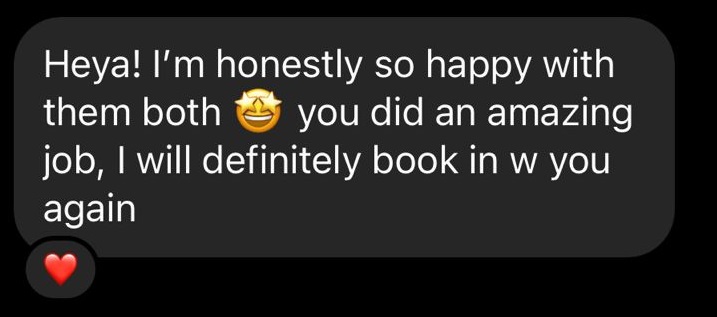 Heya! I’m honestly so happy with
them both 🤩 you did an amazing
job, I will definitely book in w you
again
❤️